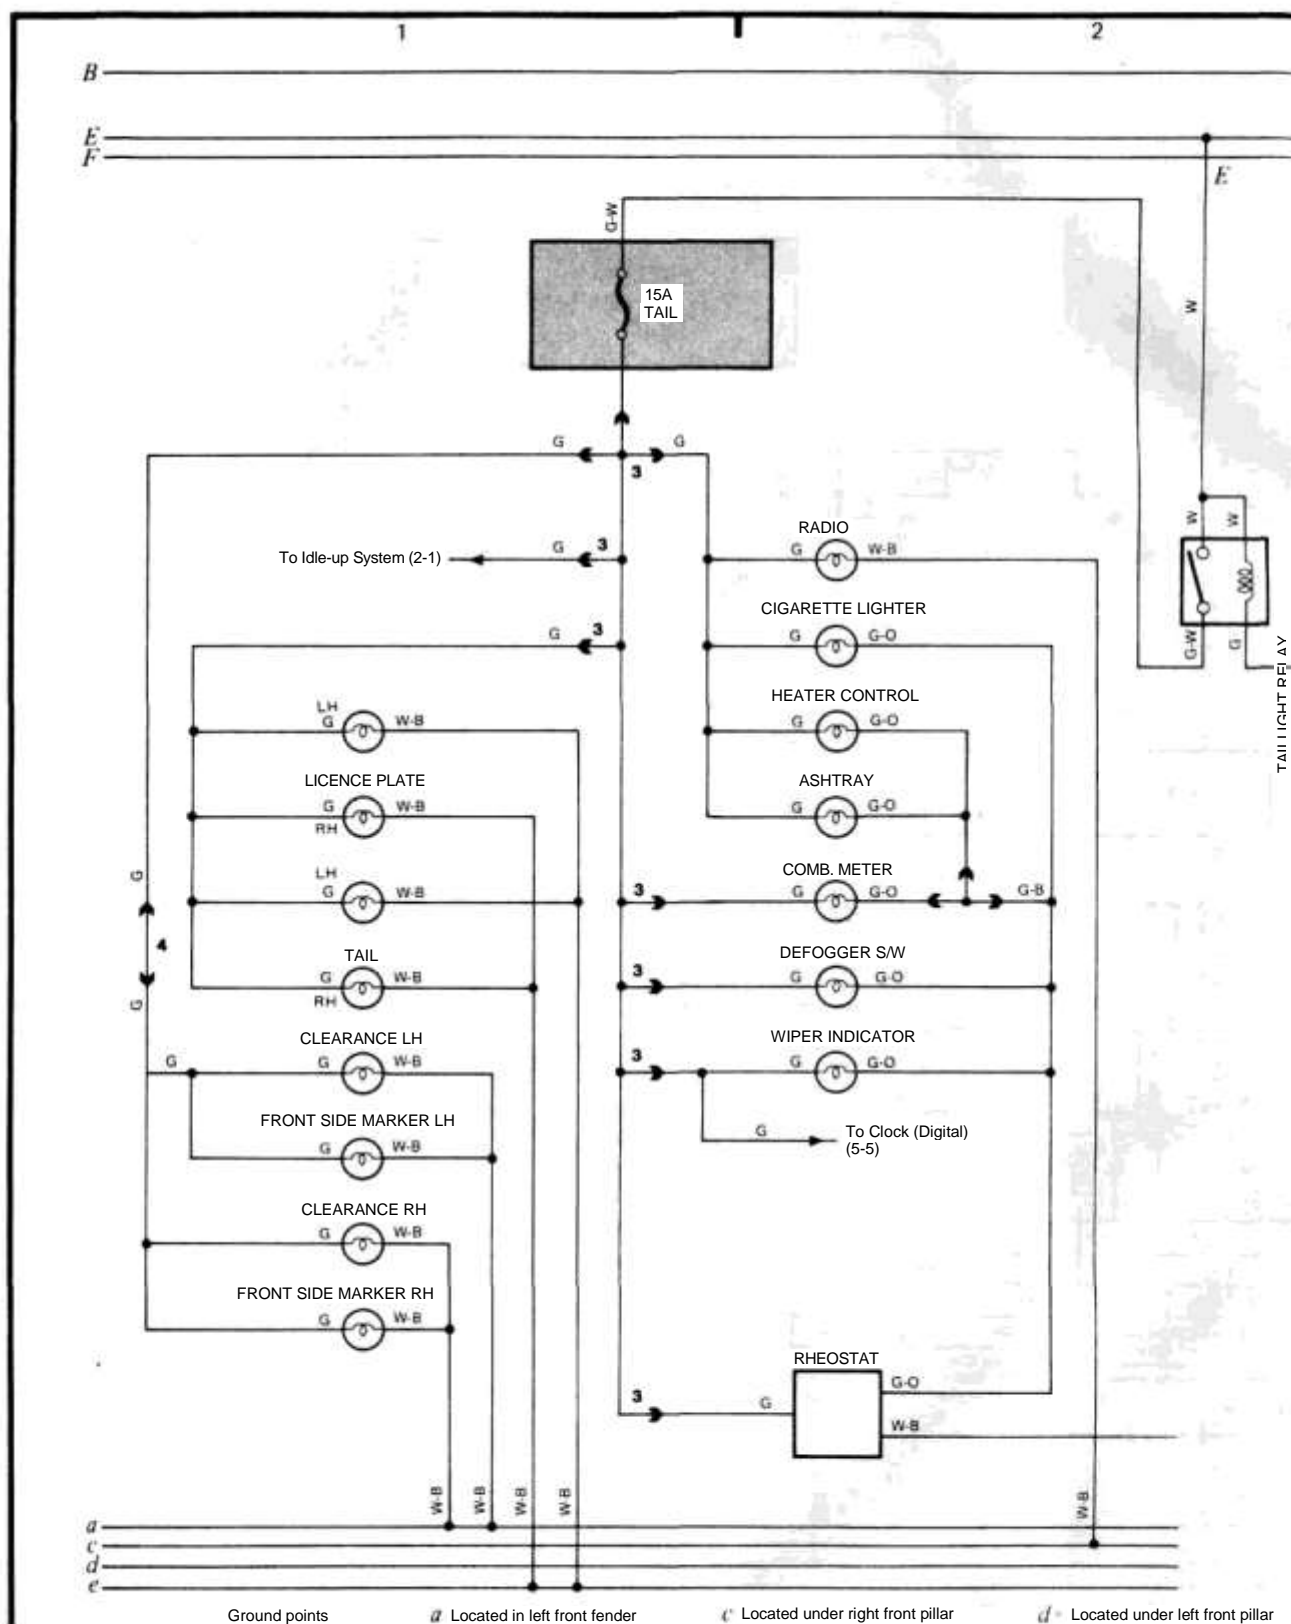 1 2
B
E
F
E
G-W
15A
TAIL
W
G G
3
RADIO
To Idle-up System (2-1) G 3 G W-B
W W
CIGARETTE LIGHTER
G 3 G G-O
G-W G
TAIL LIGHT RELAY
HEATER CONTROL
LH
G W-B G G-O
LICENCE PLATE ASHTRAY
G W-B G G-O
RH
LH COMB. METER
G G W-B 3 G G-O G-B
4
TAIL DEFOGGER S/W
G W-B 3 G G-O
G RH
CLEARANCE LH WIPER INDICATOR
G G W-B 3 G G-O
FRONT SIDE MARKER LH
G To Clock (Digital)
(5-5)
G W-B
CLEARANCE RH
G W-B
FRONT SIDE MARKER RH
G W-B
RHEOSTAT
3 G G-O
W-B
W-B W-B W-B W-B W-B
a
c
d
e
Ground points a Located in left front fender c Located under right front pillar d Located under left front pillar